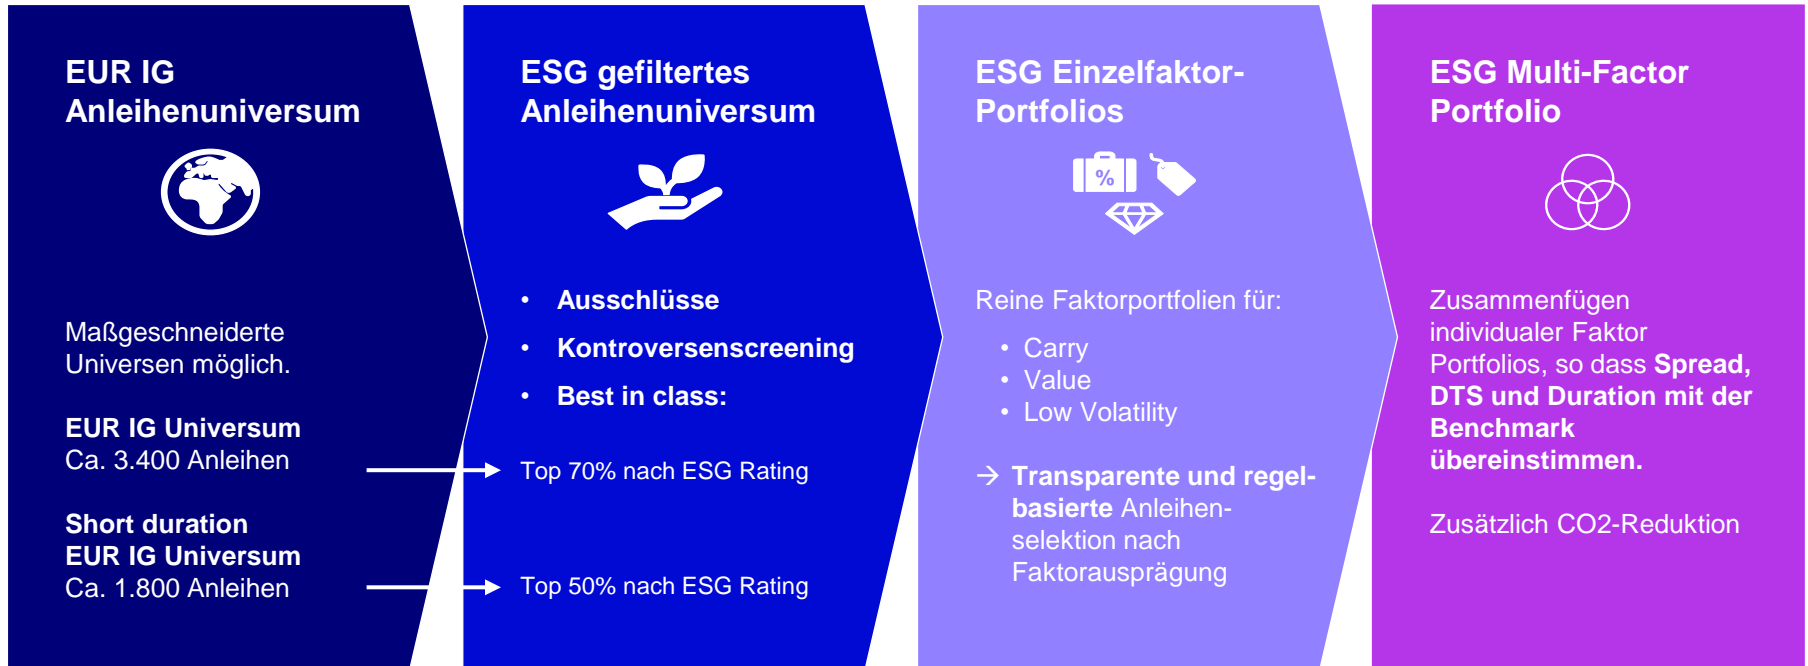 EUR IG
Anleihenuniversum
Maßgeschneiderte
Universen möglich.
EUR IG Universum
Ca. 3.400 Anleihen
Short duration
EUR IG Universum
Ca. 1.800 Anleihen
ESG gefiltertes
Anleihenuniversum
• Ausschlüsse
• Kontroversenscreening
• Best in class:
Top 70% nach ESG Rating
Top 50% nach ESG Rating
ESG Einzelfaktor-
Portfolios
%
Reine Faktorportfolien für:
• Carry
• Value
• Low Volatility
→ Transparente und regel-
basierte Anleihen-
selektion nach
Faktorausprägung
ESG Multi-Factor
Portfolio
Zusammenfügen
individualer Faktor
Portfolios, so dass Spread,
DTS und Duration mit der
Benchmark
übereinstimmen.
Zusätzlich CO2-Reduktion